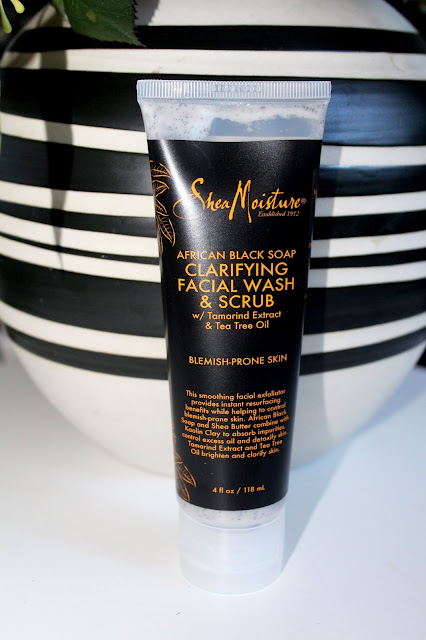 SheaMoisture®
Established 1912
AFRICAN BLACK SOAP
CLARIFYING
FACIAL WASH
& SCRUB
w/ Tamarind Extract
& Tea Tree Oil
BLEMISH-PRONE SKIN
This smoothing facial exfoliator
provides instant resurfacing
benefits while helping to control
blemish-prone skin. African Black
Soap and Shea Butter combine with
Kaolin Clay to absorb impurities,
control excess oil and detoxify skin.
Tamarind Extract and Tea Tree
Oil brighten and clarify skin.
4 fl oz / 118 mL